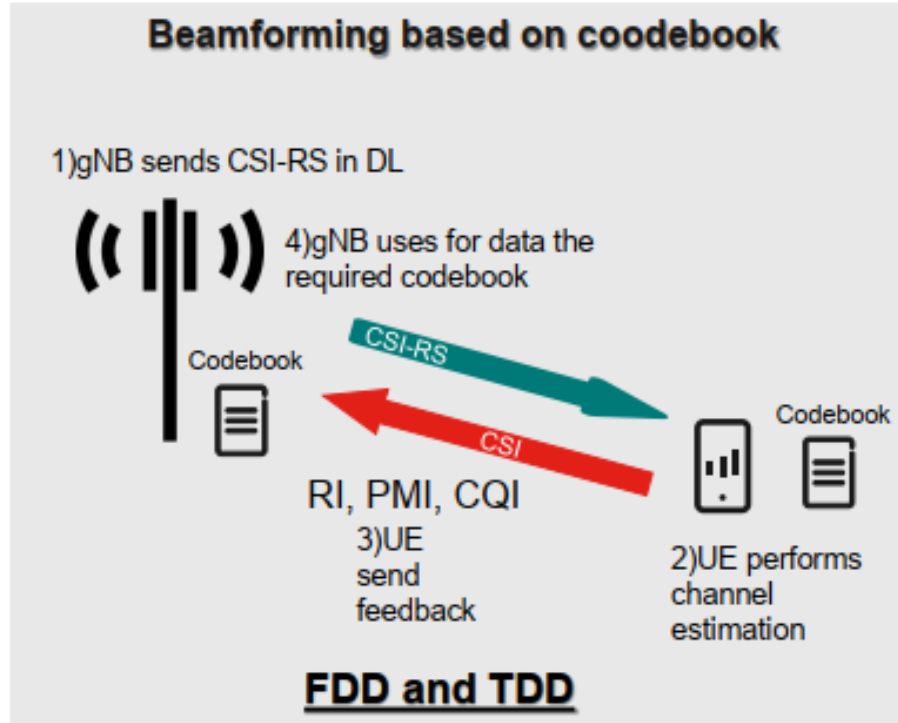 Beamforming based on coodebook
1)gNB sends CSI-RS in DL
4)gNB uses for data the
required codebook
CSI-RS
Codebook
CSI
Codebook
RI, PMI, CQI
3)UE
send
feedback
2)UE performs
channel
estimation
FDD and TDD